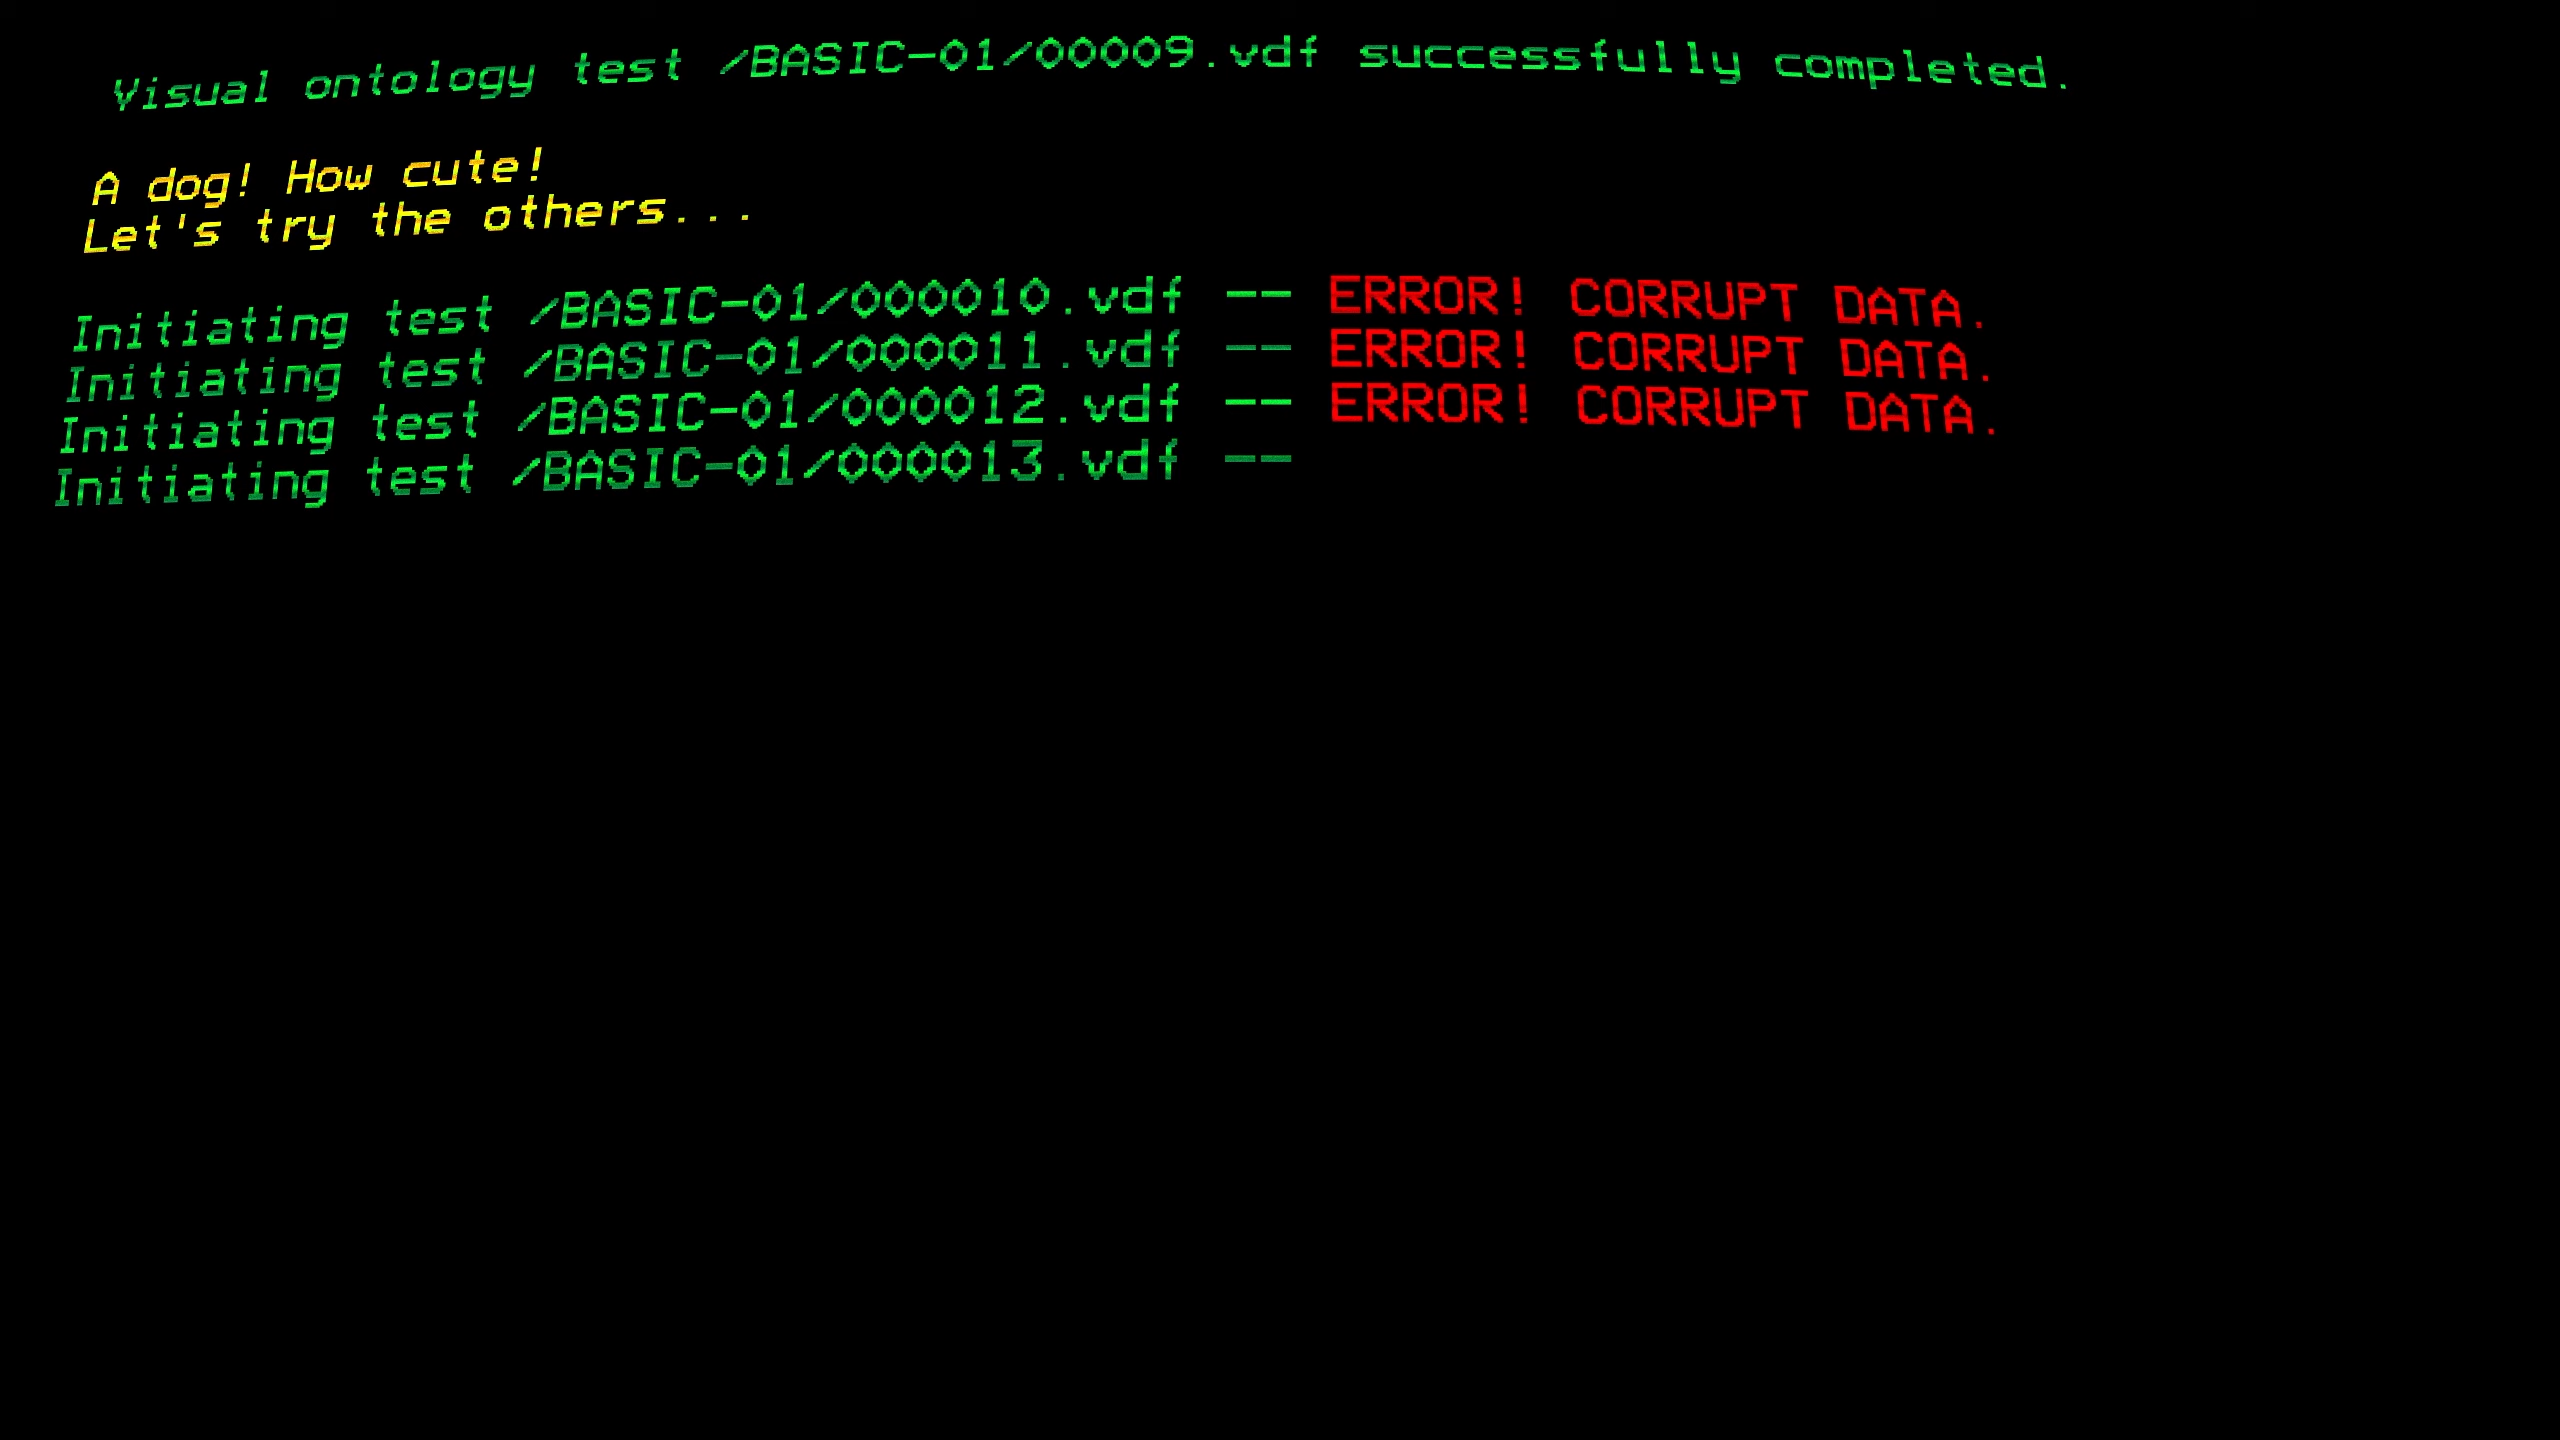 Visual ontology test /BASIC-01/00009.vdf successfully completed.
A dog! How cute!
Let's try the others...
Initiating test /BASIC-01/000010.vdf -- ERROR! CORRUPT DATA.
Initiating test /BASIC-01/000011.vdf -- ERROR! CORRUPT DATA.
Initiating test /BASIC-01/000012.vdf -- ERROR! CORRUPT DATA.
Initiating test /BASIC-01/000013.vdf --